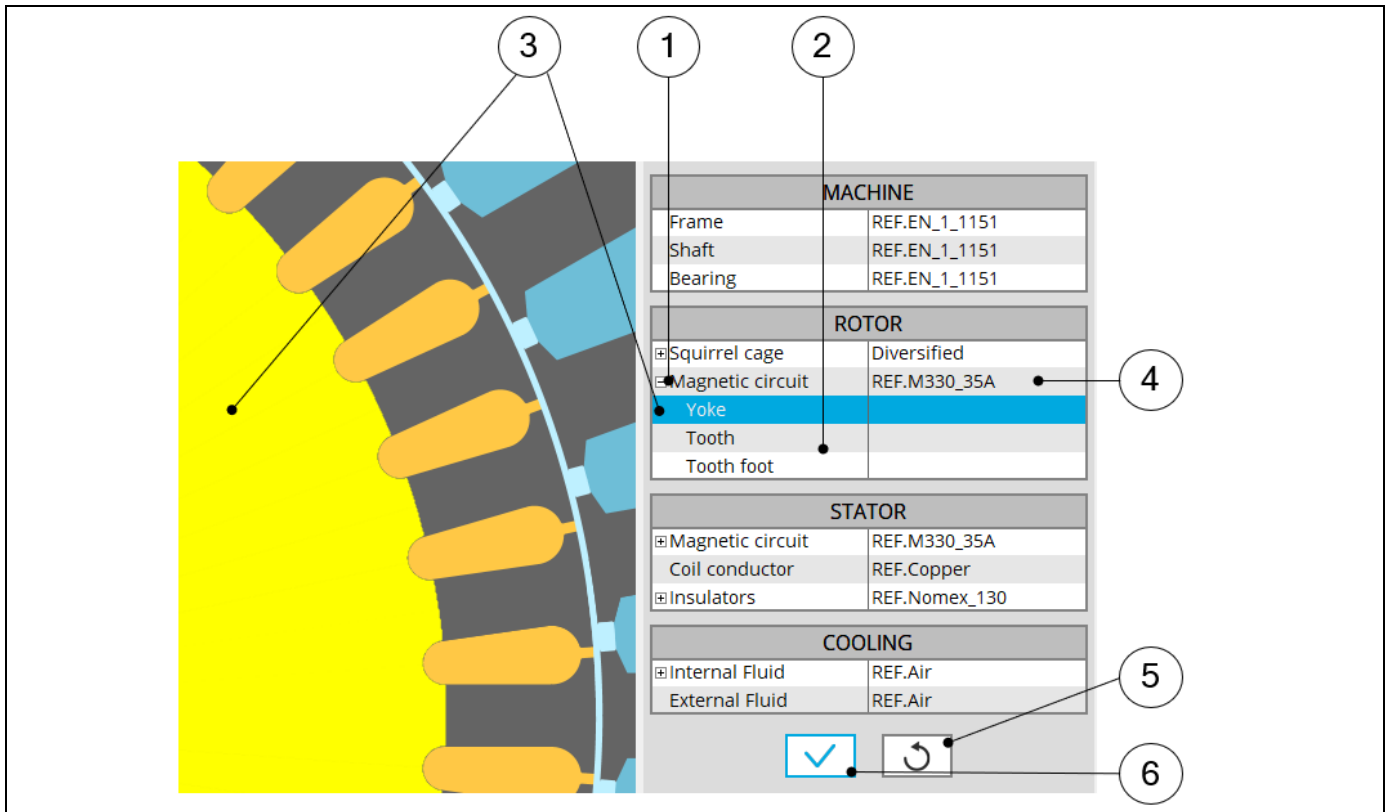 3 1 2
MACHINE
Frame REF.EN_1_1151
Shaft REF.EN_1_1151
Bearing REF.EN_1_1151
ROTOR
Squirrel cage Diversified
Magnetic circuit REF.M330_35A
4
Yoke
Tooth
Tooth foot
STATOR
Magnetic circuit REF.M330_35A
Coil conductor REF.Copper
Insulators REF.Nomex_130
COOLING
Internal Fluid REF.Air
5
External Fluid REF.Air
6